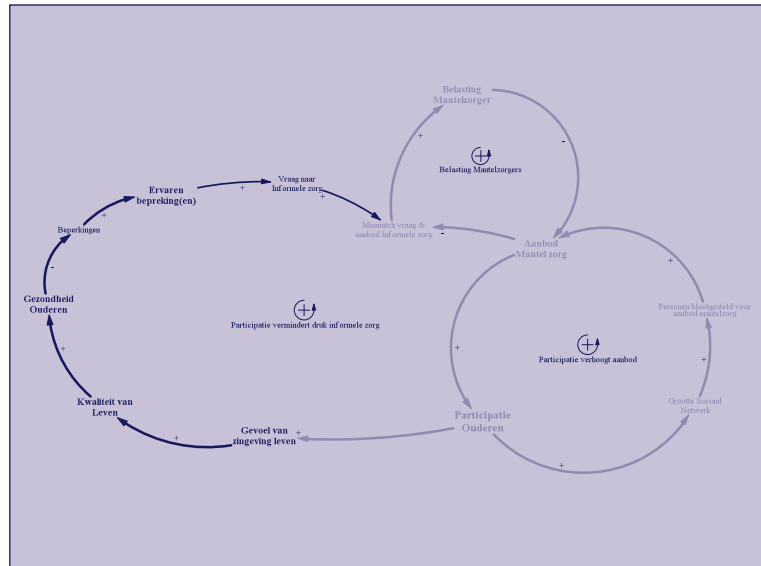 Belasting
Mantelzorger
+
-
Belasting Mantelzorgers
Ervaren
bepreking(en)
+
Vraag naar
Informele zorg
+
+
Beperkingen
Mismatch vraag &
aanbod Informele zorg
-
Aanbod
Mantel zorg
+
-
Gezondheid
Ouderen
Personen blootgesteld voor
aanbod mantelzorg
Participatie vermindert druk informele zorg
+
+
Participatie verhoogt aanbod
+
Kwaliteit van
Leven
Grootte Sociaal
Netwerk
Participatie
Ouderen
Gevoel van
zingeving leven
+
+
+